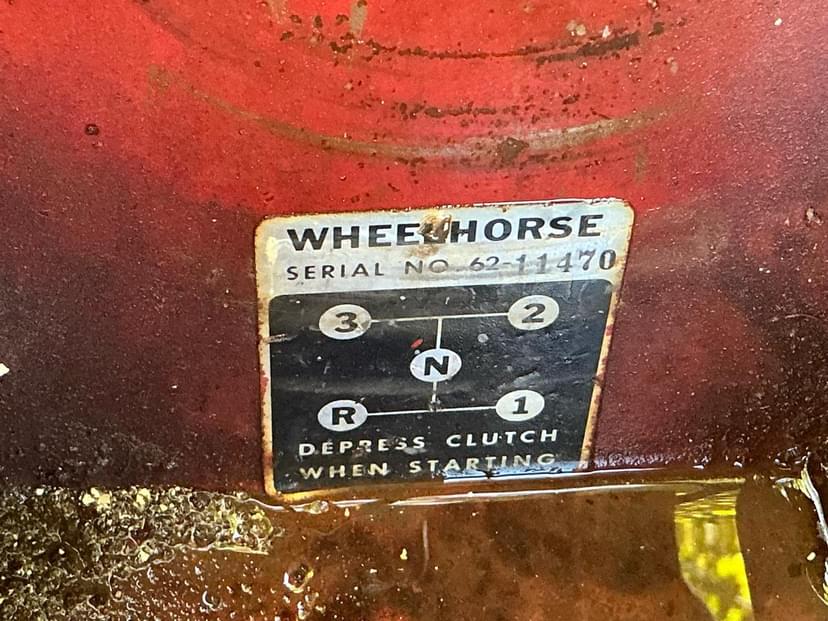 WHEELHORSE
SERIAL NO. 62-11470
3 2
N
R 1
DEPRESS CLUTCH
WHEN STARTING